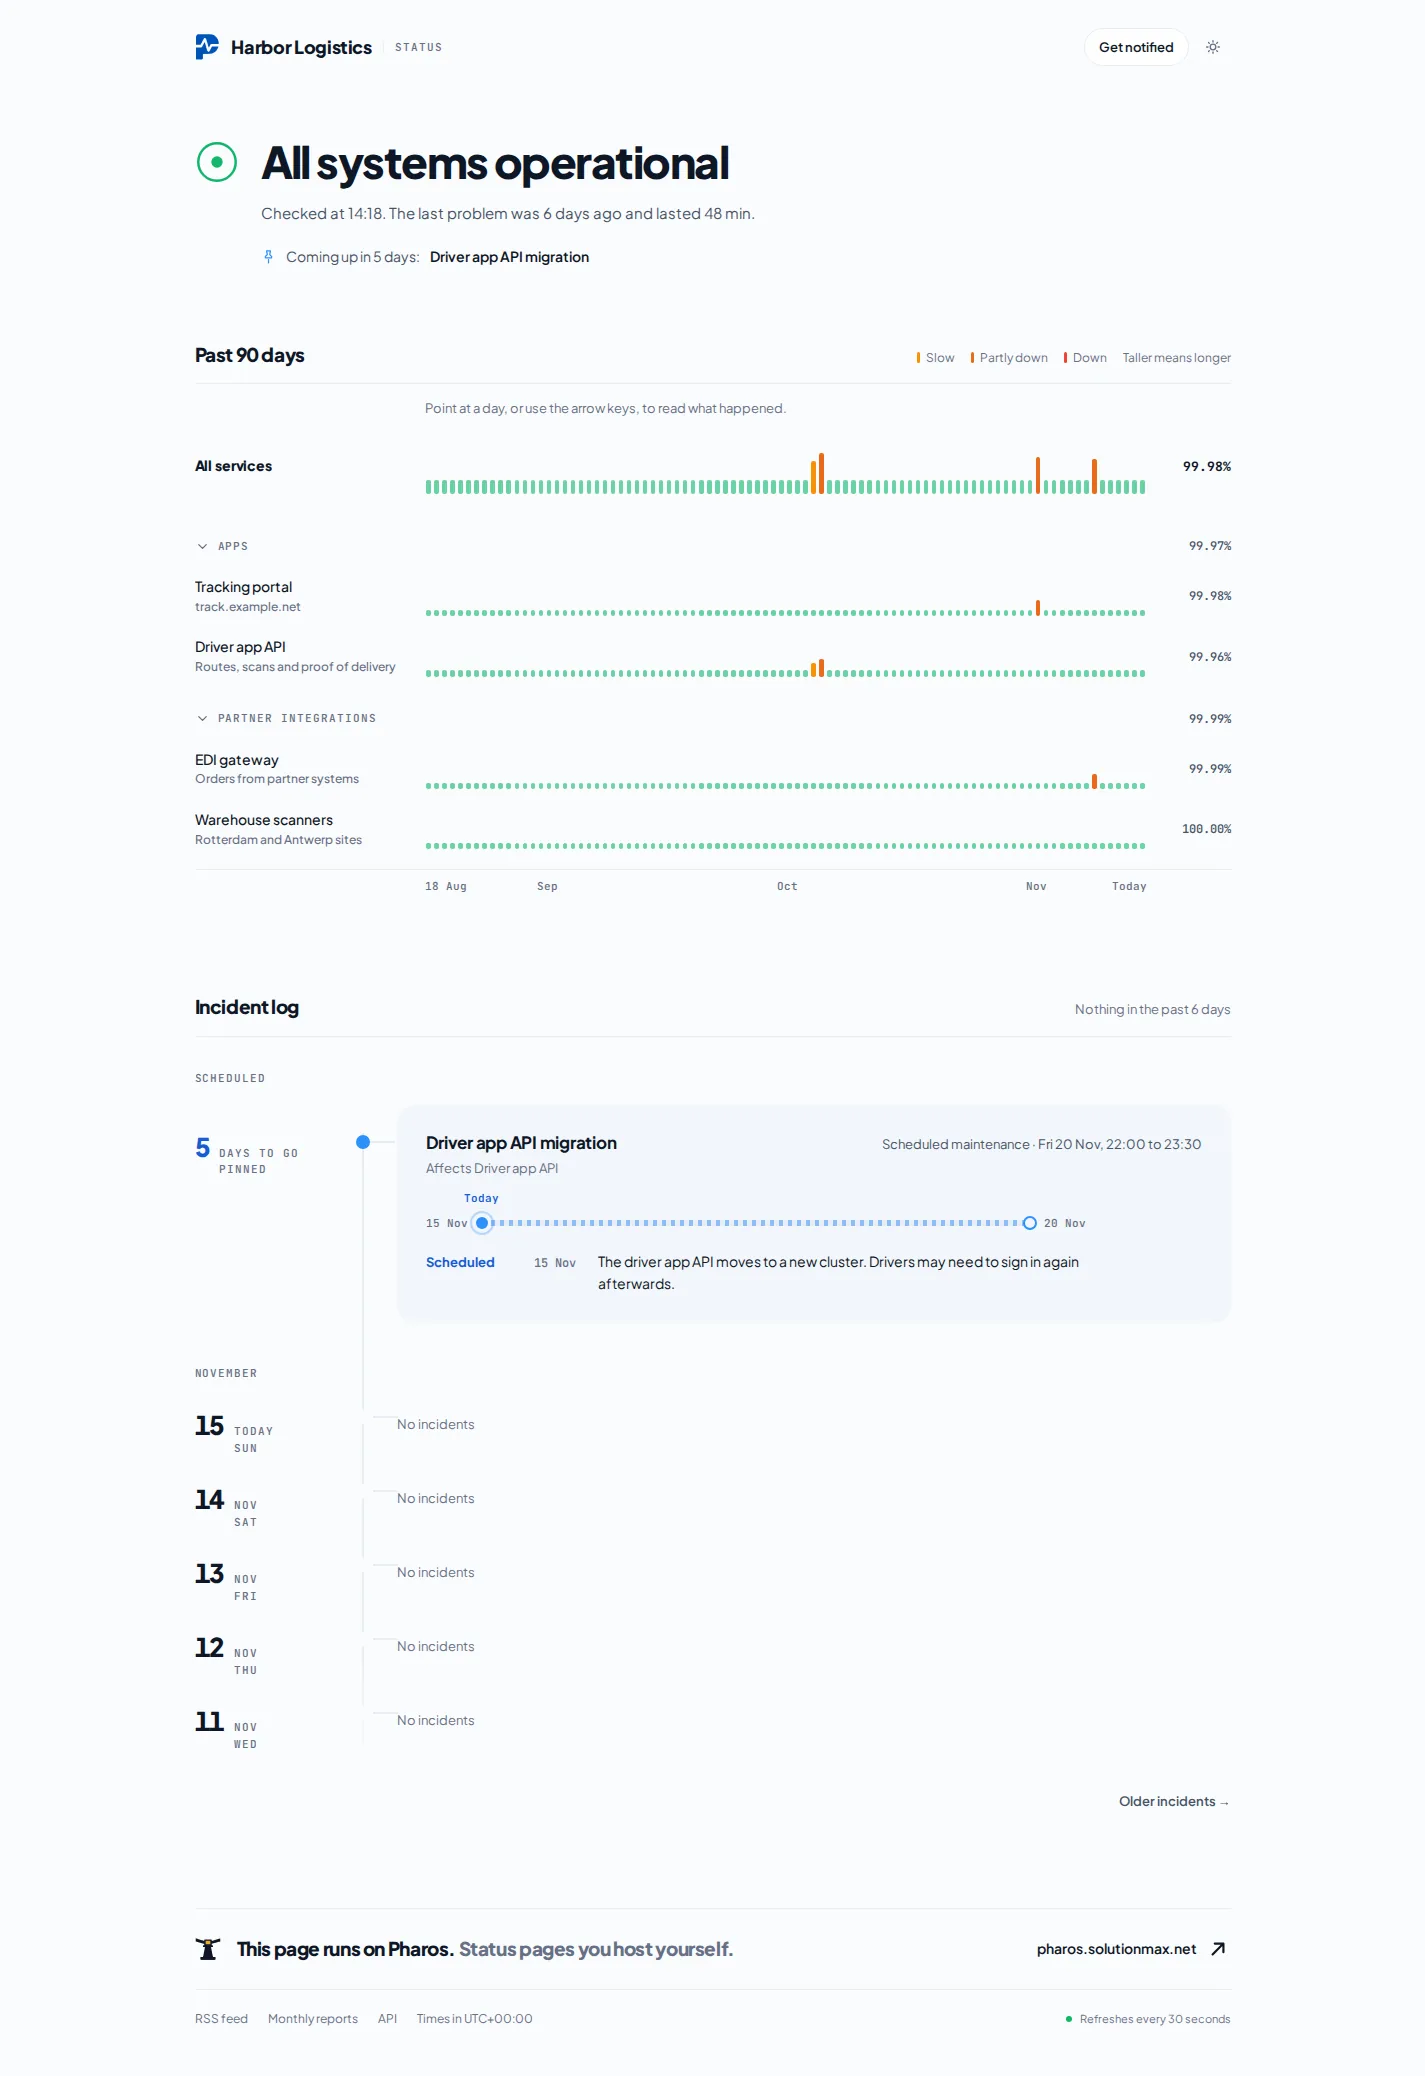 Harbor Logistics
STATUS
Get notified
All systems operational
Checked at 14:18. The last problem was 6 days ago and lasted 48 min.
Coming up in 5 days: Driver app API migration
Past 90 days
Slow
Partly down
Down
Taller means longer
Point at a day, or use the arrow keys, to read what happened.
All services
99.98%
APPS
99.97%
Tracking portal
track.example.net
99.98%
Driver app API
Routes, scans and proof of delivery
99.96%
PARTNER INTEGRATIONS
99.99%
EDI gateway
Orders from partner systems
99.99%
Warehouse scanners
Rotterdam and Antwerp sites
100.00%
18 Aug
Sep
Oct
Nov
Today
Incident log
Nothing in the past 6 days
SCHEDULED
5 DAYS TO GO
PINNED
Driver app API migration
Scheduled maintenance · Fri 20 Nov, 22:00 to 23:30
Affects Driver app API
Today
15 Nov
20 Nov
Scheduled
15 Nov
The driver app API moves to a new cluster. Drivers may need to sign in again
afterwards.
NOVEMBER
15 TODAY
SUN
No incidents
14 NOV
SAT
No incidents
13 NOV
FRI
No incidents
12 NOV
THU
No incidents
11 NOV
WED
No incidents
Older incidents →
This page runs on Pharos. Status pages you host yourself.
pharos.solutionmax.net
RSS feed
Monthly reports
API
Times in UTC+00:00
Refreshes every 30 seconds